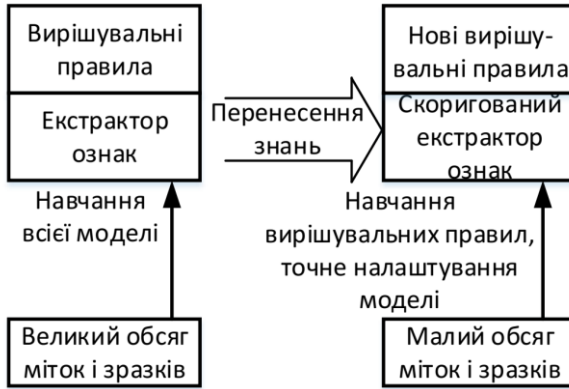 Вирішувальні
правила
Екстрактор
ознак
Навчання
всієї моделі
Великий обсяг
міток і зразків
Перенесення
знань
Нові вирішу-
вальні правила
Скоригований
екстрактор
ознак
Навчання
вирішувальних правил,
точне налаштування
моделі
Малий обсяг
міток і зразків